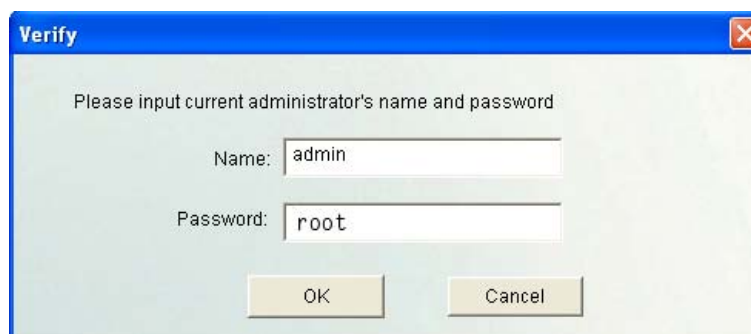 Verify
Please input current administrator's name and password
Name: admin
Password: root
OK Cancel